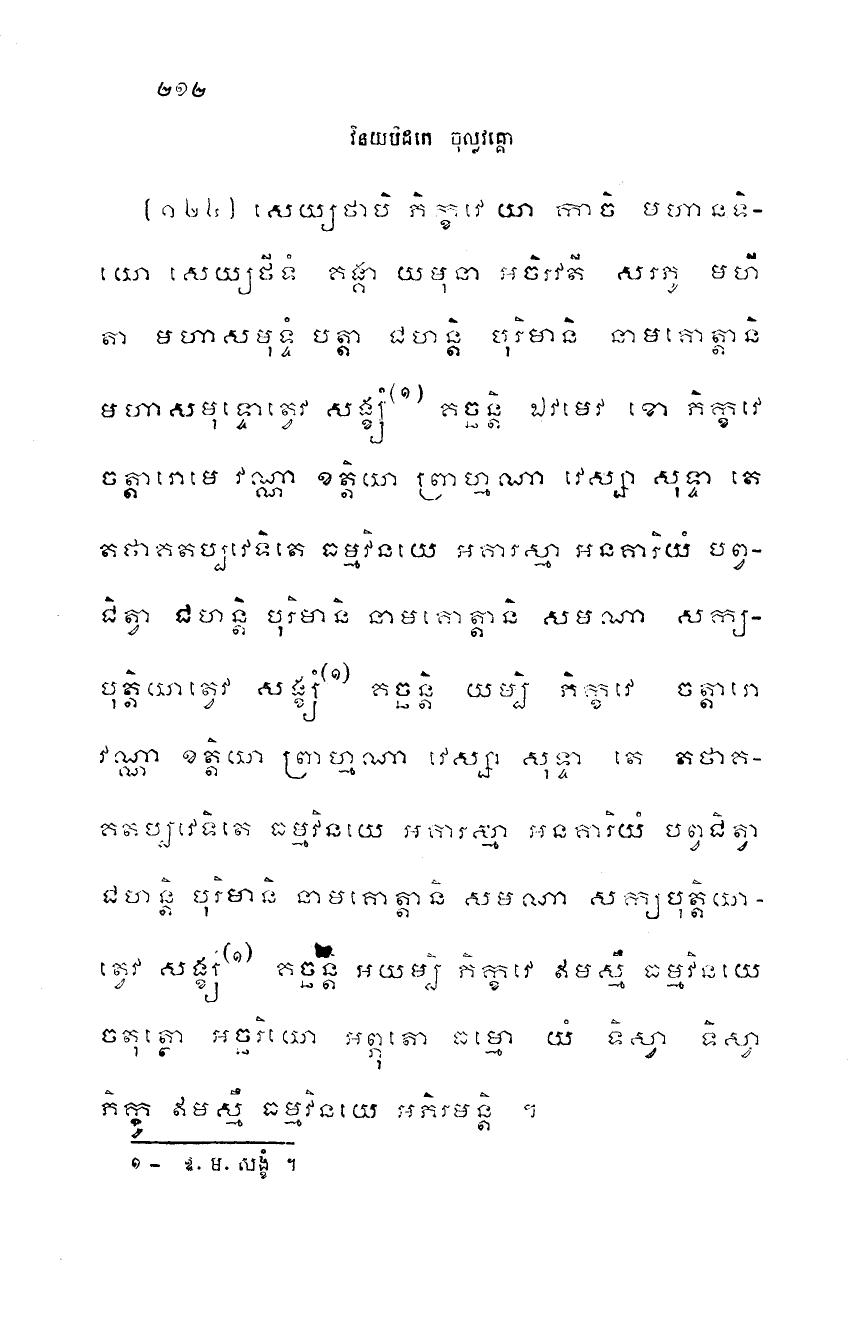 ២១២
វិនយបិដកេ ចុល្លវគ្គោ
(១២៤) សេយ្យថាបិ ភិក្ខវេ យា កាចិ មហានទិ-
យោ សេយ្យថីទំ គង្គា យមុនា អចិរវតី សរភូ មហី
តា មហាសមុទ្ទំ បត្តា ជហន្តិ បុរិមានិ នាមគោត្តានិ
មហាសមុទ្ទោត្វេវ សង្ខ្យំ(១) គច្ឆន្តិ ឯវមេវ ខោ ភិក្ខវេ
ចត្តារោមេ វណ្ណា ខត្តិយោ ព្រាហ្មណា វេស្សា សុទ្ទា តេ
តថាគតប្បវេទិតេ ធម្មវិនយេ អគារស្មា អនគារិយំ បព្វ-
ជិត្វា ជហន្តិ បុរិមានិ នាមគោត្តានិ សមណា សក្យ-
បុត្តិយាត្វេវ សង្ខ្យំ(១) គច្ឆន្តិ យម្បិ ភិក្ខវេ ចត្តារោ
វណ្ណា ខត្តិយោ ព្រាហ្មណា វេស្សា សុទ្ទា តេ តថាគ-
គតប្បវេទិតេ ធម្មវិនយេ អគារស្មា អនគារិយំ បព្វជិត្វា
ជហន្តិ បុរិមានិ នាមគោត្តានិ សមណា សក្យបុត្តិយា-
ត្វេវ សង្ខ្យំ(១) គច្ឆន្តិ អយម្បិ ភិក្ខវេ ឥមស្មឹ ធម្មវិនយេ
ចតុត្ថោ អច្ឆរិយោ អព្ភុតោ ធម្មោ យំ ទិស្វា ទិស្វា
ភិក្ខូ ឥមស្មឹ ធម្មវិនយេ អភិរមន្តិ ។
១ - ឱ. ម. សង្ខំ ។